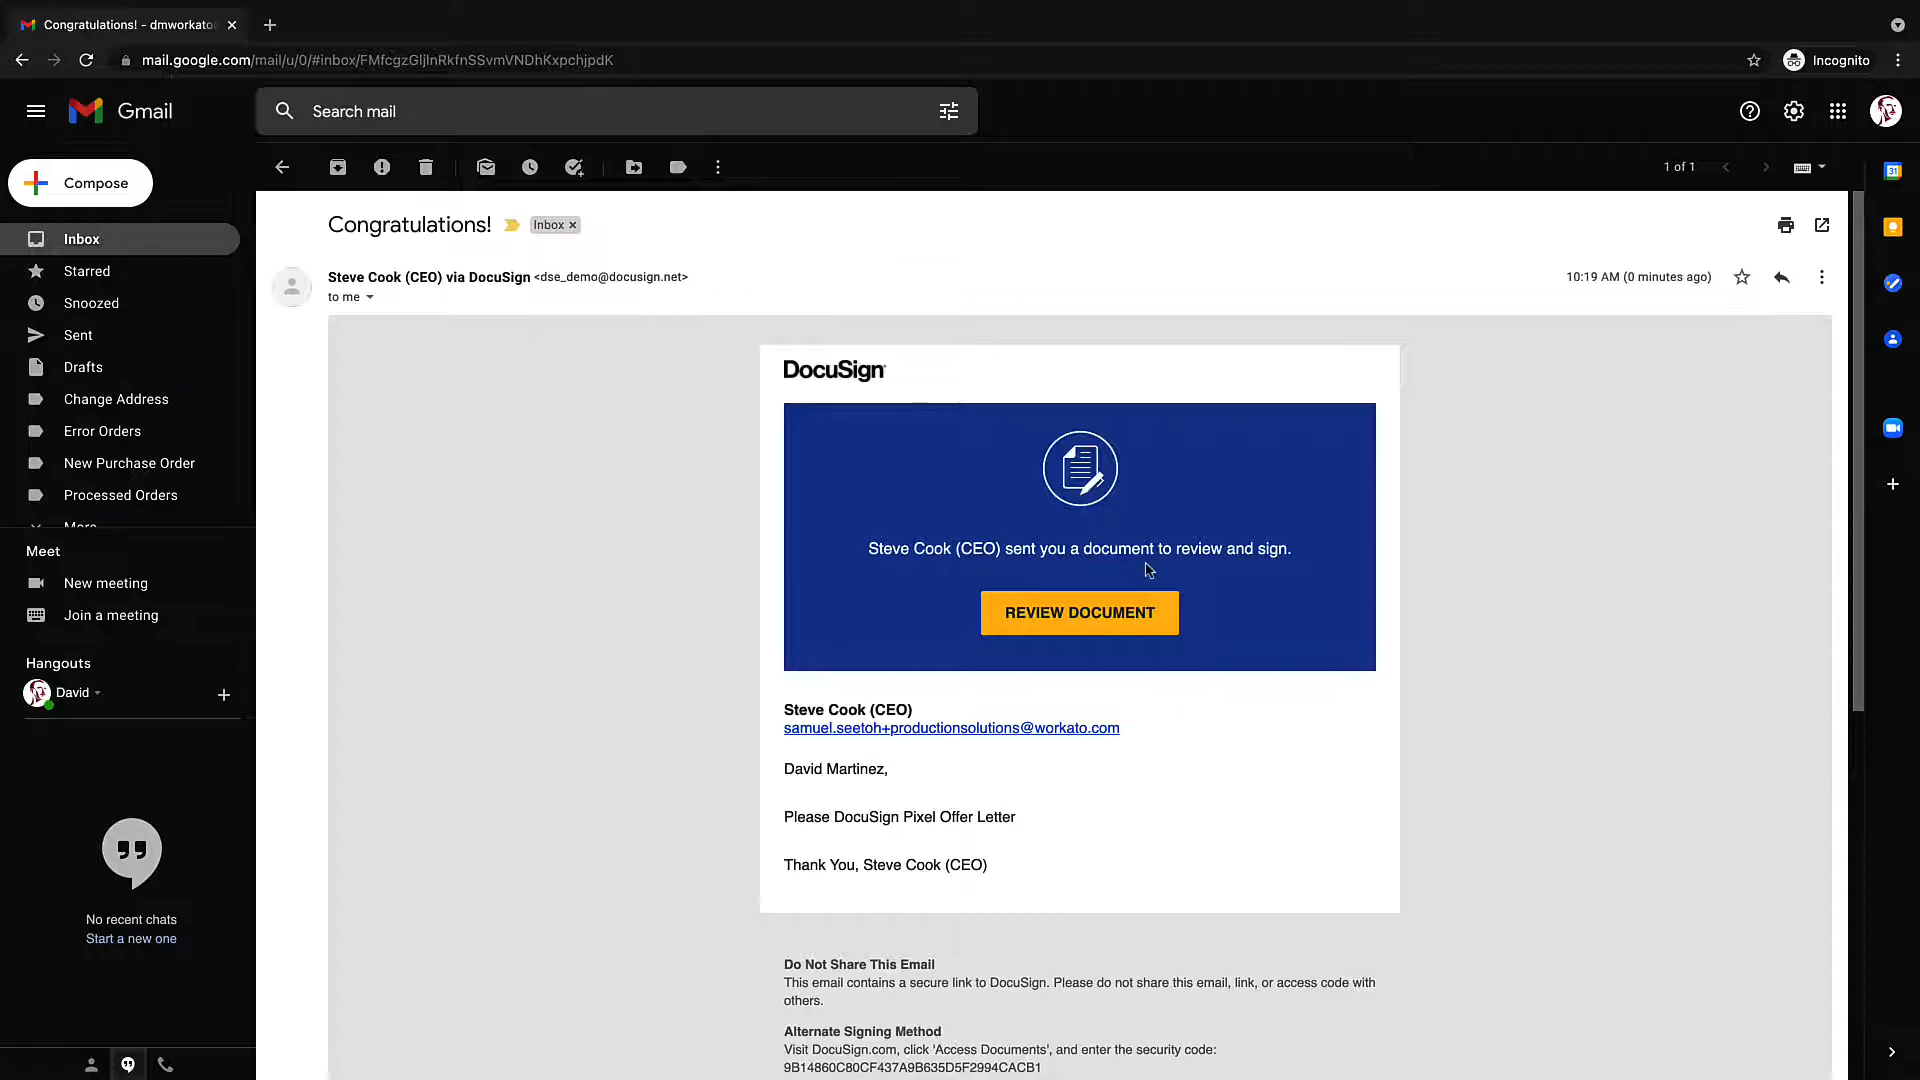 Congratulations! - dmworkato
mail.google.com/mail/u/0/#inbox/FMfcgzGljlnRkfnSSvmVNDhKxpchjpdK
Incognito
Gmail
Search mail
Compose
1 of 1
31
Inbox
Starred
Snoozed
Sent
Drafts
Change Address
Error Orders
New Purchase Order
Processed Orders
More
Meet
New meeting
Join a meeting
Hangouts
David
No recent chats
Start a new one
Congratulations!
Inbox
Steve Cook (CEO) via DocuSign <dse_demo@docusign.net>
10:19 AM (0 minutes ago)
to me
DocuSign
Steve Cook (CEO) sent you a document to review and sign.
REVIEW DOCUMENT
Steve Cook (CEO)
samuel.seetoh+productionsolutions@workato.com
David Martinez,
Please DocuSign Pixel Offer Letter
Thank You, Steve Cook (CEO)
Do Not Share This Email
This email contains a secure link to DocuSign. Please do not share this email, link, or access code with
others.
Alternate Signing Method
Visit DocuSign.com, click 'Access Documents', and enter the security code:
9B14860C80CF437A9B635D5F2994CACB1